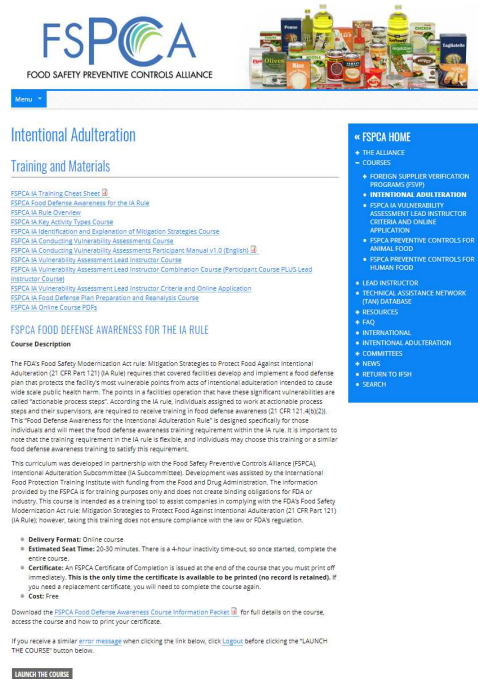 FSPCA
FOOD SAFETY PREVENTIVE CONTROLS ALLIANCE
Penne
Olives
Rice
Tagliatelle
Menu
Intentional Adulteration
Training and Materials
FSPCA IA Training Cheat Sheet
FSPCA Food Defense Awareness for the IA Rule
FSPCA IA Rule Overview
FSPCA IA Key Activity Types Course
FSPCA IA Identification and Explanation of Mitigation Strategies Course
FSPCA IA Conducting Vulnerability Assessments Course
FSPCA IA Conducting Vulnerability Assessments Participant Manual v1.0 (English)
FSPCA IA Vulnerability Assessment Lead Instructor Course
FSPCA IA Vulnerability Assessment Lead Instructor Combination Course (Participant Course PLUS Lead
Instructor Course)
FSPCA IA Vulnerability Assessment Lead Instructor Criteria and Online Application
FSPCA IA Food Defense Plan Preparation and Reanalysis Course
FSPCA IA Online Course PDFs
FSPCA FOOD DEFENSE AWARENESS FOR THE IA RULE
Course Description
The FDA's Food Safety Modernization Act rule: Mitigation Strategies to Protect Against Intentional
Adulteration (21 CFR Part 121) (IA Rule) requires that covered facilities develop and implement a food defense
plan that protects the facility's most vulnerable points from acts of intentional adulteration intended to cause
wide scale public health harm. The points in a facilities operation that have these significant vulnerabilities are
called "actionable process steps". According the IA rule, individuals assigned to work at actionable process
steps and their supervisors, are required to receive training in food defense awareness (21 CFR 121.4(b)(2)).
This "Food Defense Awareness for the Intentional Adulteration Rule" is designed specifically for those
individuals and will meet the food defense awareness training requirement within the IA rule. It is important to
note that the training requirement in the IA rule is flexible, and individuals may choose this training or a similar
food defense awareness training to satisfy this requirement.
This curriculum was developed in partnership with the Food Safety Preventive Controls Alliance (FSPCA),
Intentional Adulteration Subcommittee (IA Subcommittee). Development was assisted by the International
Food Protection Training Institute with funding from the Food and Drug Administration. The information
provided by the FSPCA is for training purposes only and does not create binding obligations for FDA or
industry. This course is intended as a training tool to assist companies in complying with the FDA's Food Safety
Modernization Act rule: Mitigation Strategies to Protect Food Against Intentional Adulteration (21 CFR Part 121)
(IA Rule); however, taking this training does not ensure compliance with the law or FDA's regulation.
Delivery Format: Online course
Estimated Seat Time: 20-30 minutes. There is a 4-hour inactivity time-out, so once started, complete the
entire course.
Certificate: An FSPCA Certificate of Completion is issued at the end of the course that you must print off
immediately. This is the only time the certificate is available to be printed (no record is retained). If
you need a replacement certificate, you will need to complete the course again.
Cost: Free
Download the FSPCA Food Defense Awareness Course Information Packet for full details on the course,
access the course and how to print your certificate.
If you receive a similar error message when clicking the link below, click Logout before clicking the "LAUNCH
THE COURSE" button below.
LAUNCH THE COURSE
« FSPCA HOME
THE ALLIANCE
COURSES
FOREIGN SUPPLIER VERIFICATION
PROGRAMS (FSVP)
INTENTIONAL ADULTERATION
FSPCA IA VULNERABILITY
ASSESSMENT LEAD INSTRUCTOR
CRITERIA AND ONLINE
APPLICATION
FSPCA PREVENTIVE CONTROLS FOR
ANIMAL FOOD
FSPCA PREVENTIVE CONTROLS FOR
HUMAN FOOD
LEAD INSTRUCTOR
TECHNICAL ASSISTANCE NETWORK
(TAN) DATABASE
RESOURCES
FAQ
INTERNATIONAL
INTENTIONAL ADULTERATION
COMMITTEES
NEWS
RETURN TO IFSH
SEARCH